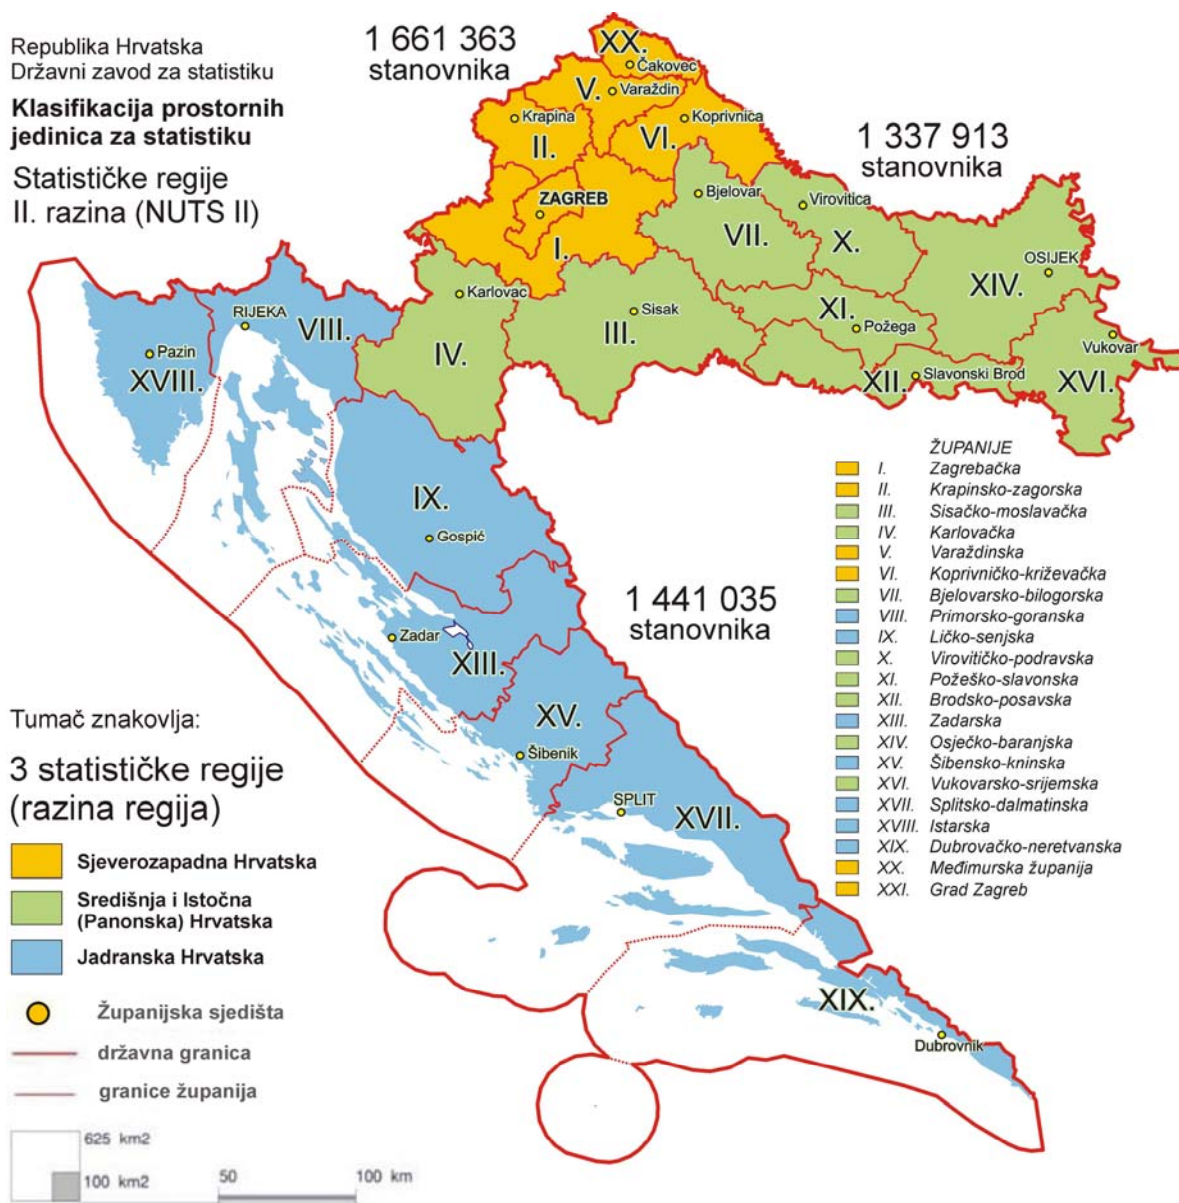 Republika Hrvatska
Državni zavod za statistiku
Klasifikacija prostornih
jedinica za statistiku
Statističke regije
II. razina (NUTS II)
1 661 363
stanovnika
1 337 913
stanovnika
1 441 035
stanovnika
XX.
Čakovec
V.
Varaždin
Krapina
II.
VI.
Koprivnica
ZAGREB
I.
Bjelovar
VII.
Virovitica
X.
OSIJEK
XIV.
Karlovac
IV.
Sisak
III.
XI.
Požega
Vukovar
XVI.
XII.
Slavonski Brod
RIJEKA
VIII.
Pazin
XVIII.
IX.
Gospić
Zadar
XIII.
XV.
Šibenik
SPLIT
XVII.
XIX.
Dubrovnik
ŽUPANIJE
I. Zagrebačka
II. Krapinsko-zagorska
III. Sisačko-moslavačka
IV. Karlovačka
V. Varaždinska
VI. Koprivničko-križevačka
VII. Bjelovarsko-bilogorska
VIII. Primorsko-goranska
IX. Ličko-senjska
X. Virovitičko-podravska
XI. Požeško-slavonska
XII. Brodsko-posavska
XIII. Zadarska
XIV. Osječko-baranjska
XV. Šibensko-kninska
XVI. Vukovarsko-srijemska
XVII. Splitsko-dalmatinska
XVIII. Istarska
XIX. Dubrovačko-neretvanska
XX. Međimurska županija
XXI. Grad Zagreb
Tumač znakovlja:
3 statističke regije
(razina regija)
Sjeverozapadna Hrvatska
Središnja i Istočna
(Panonska) Hrvatska
Jadranska Hrvatska
Županijska sjedišta
državna granica
granice županija
625 km2
100 km2
50
100 km